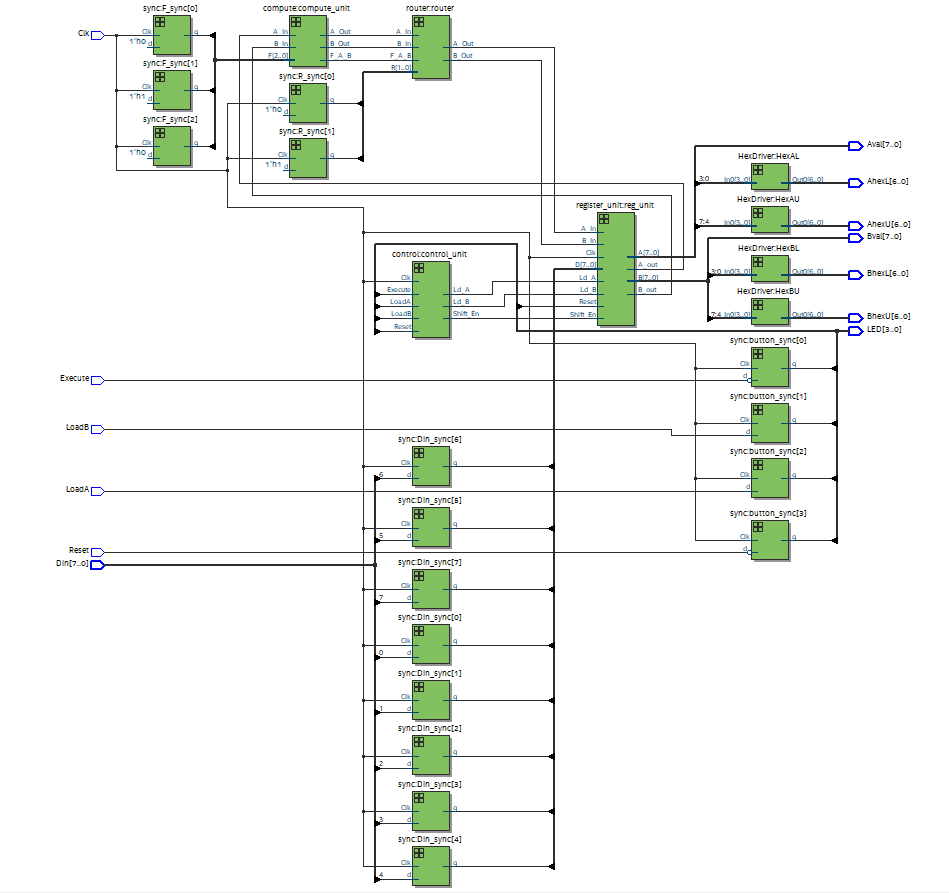 sync:F_sync[0]
Clk
Clk
q
1'h0
d
sync:F_sync[1]
Clk
q
1'h1
d
sync:F_sync[2]
Clk
q
1'h0
d
compute:compute_unit
A_In
A_Out
B_In
B_Out
F[2..0]
F_A_B
router:router
A_In
A_Out
B_In
B_Out
F_A_B
R[1..0]
sync:R_sync[0]
Clk
q
1'h0
d
sync:R_sync[1]
Clk
q
1'h1
d
control:control_unit
Clk
Execute
Ld_A
LoadA
Ld_B
LoadB
Shift_En
Reset
register_unit:reg_unit
A_In
B_In
Clk
A[7..0]
D[7..0]
A_out
Ld_A
B[7..0]
Ld_B
B_out
Reset
Shift_En
Aval[7..0]
HexDriver:HexAL
3:0
In0[3..0]
Out0[6..0]
AhexL[6..0]
HexDriver:HexAU
7:4
In0[3..0]
Out0[6..0]
AhexU[6..0]
Bval[7..0]
HexDriver:HexBL
3:0
In0[3..0]
Out0[6..0]
BhexL[6..0]
HexDriver:HexBU
7:4
In0[3..0]
Out0[6..0]
BhexU[6..0]
LED[3..0]
sync:button_sync[0]
Clk
q
d
Execute
sync:button_sync[1]
Clk
q
d
LoadB
sync:button_sync[2]
Clk
q
d
LoadA
sync:button_sync[3]
Clk
q
d
Reset
Din[7..0]
sync:Din_sync[6]
Clk
q
6
d
sync:Din_sync[5]
Clk
q
5
d
sync:Din_sync[7]
Clk
q
7
d
sync:Din_sync[0]
Clk
q
0
d
sync:Din_sync[1]
Clk
q
1
d
sync:Din_sync[2]
Clk
q
2
d
sync:Din_sync[3]
Clk
q
3
d
sync:Din_sync[4]
Clk
q
4
d